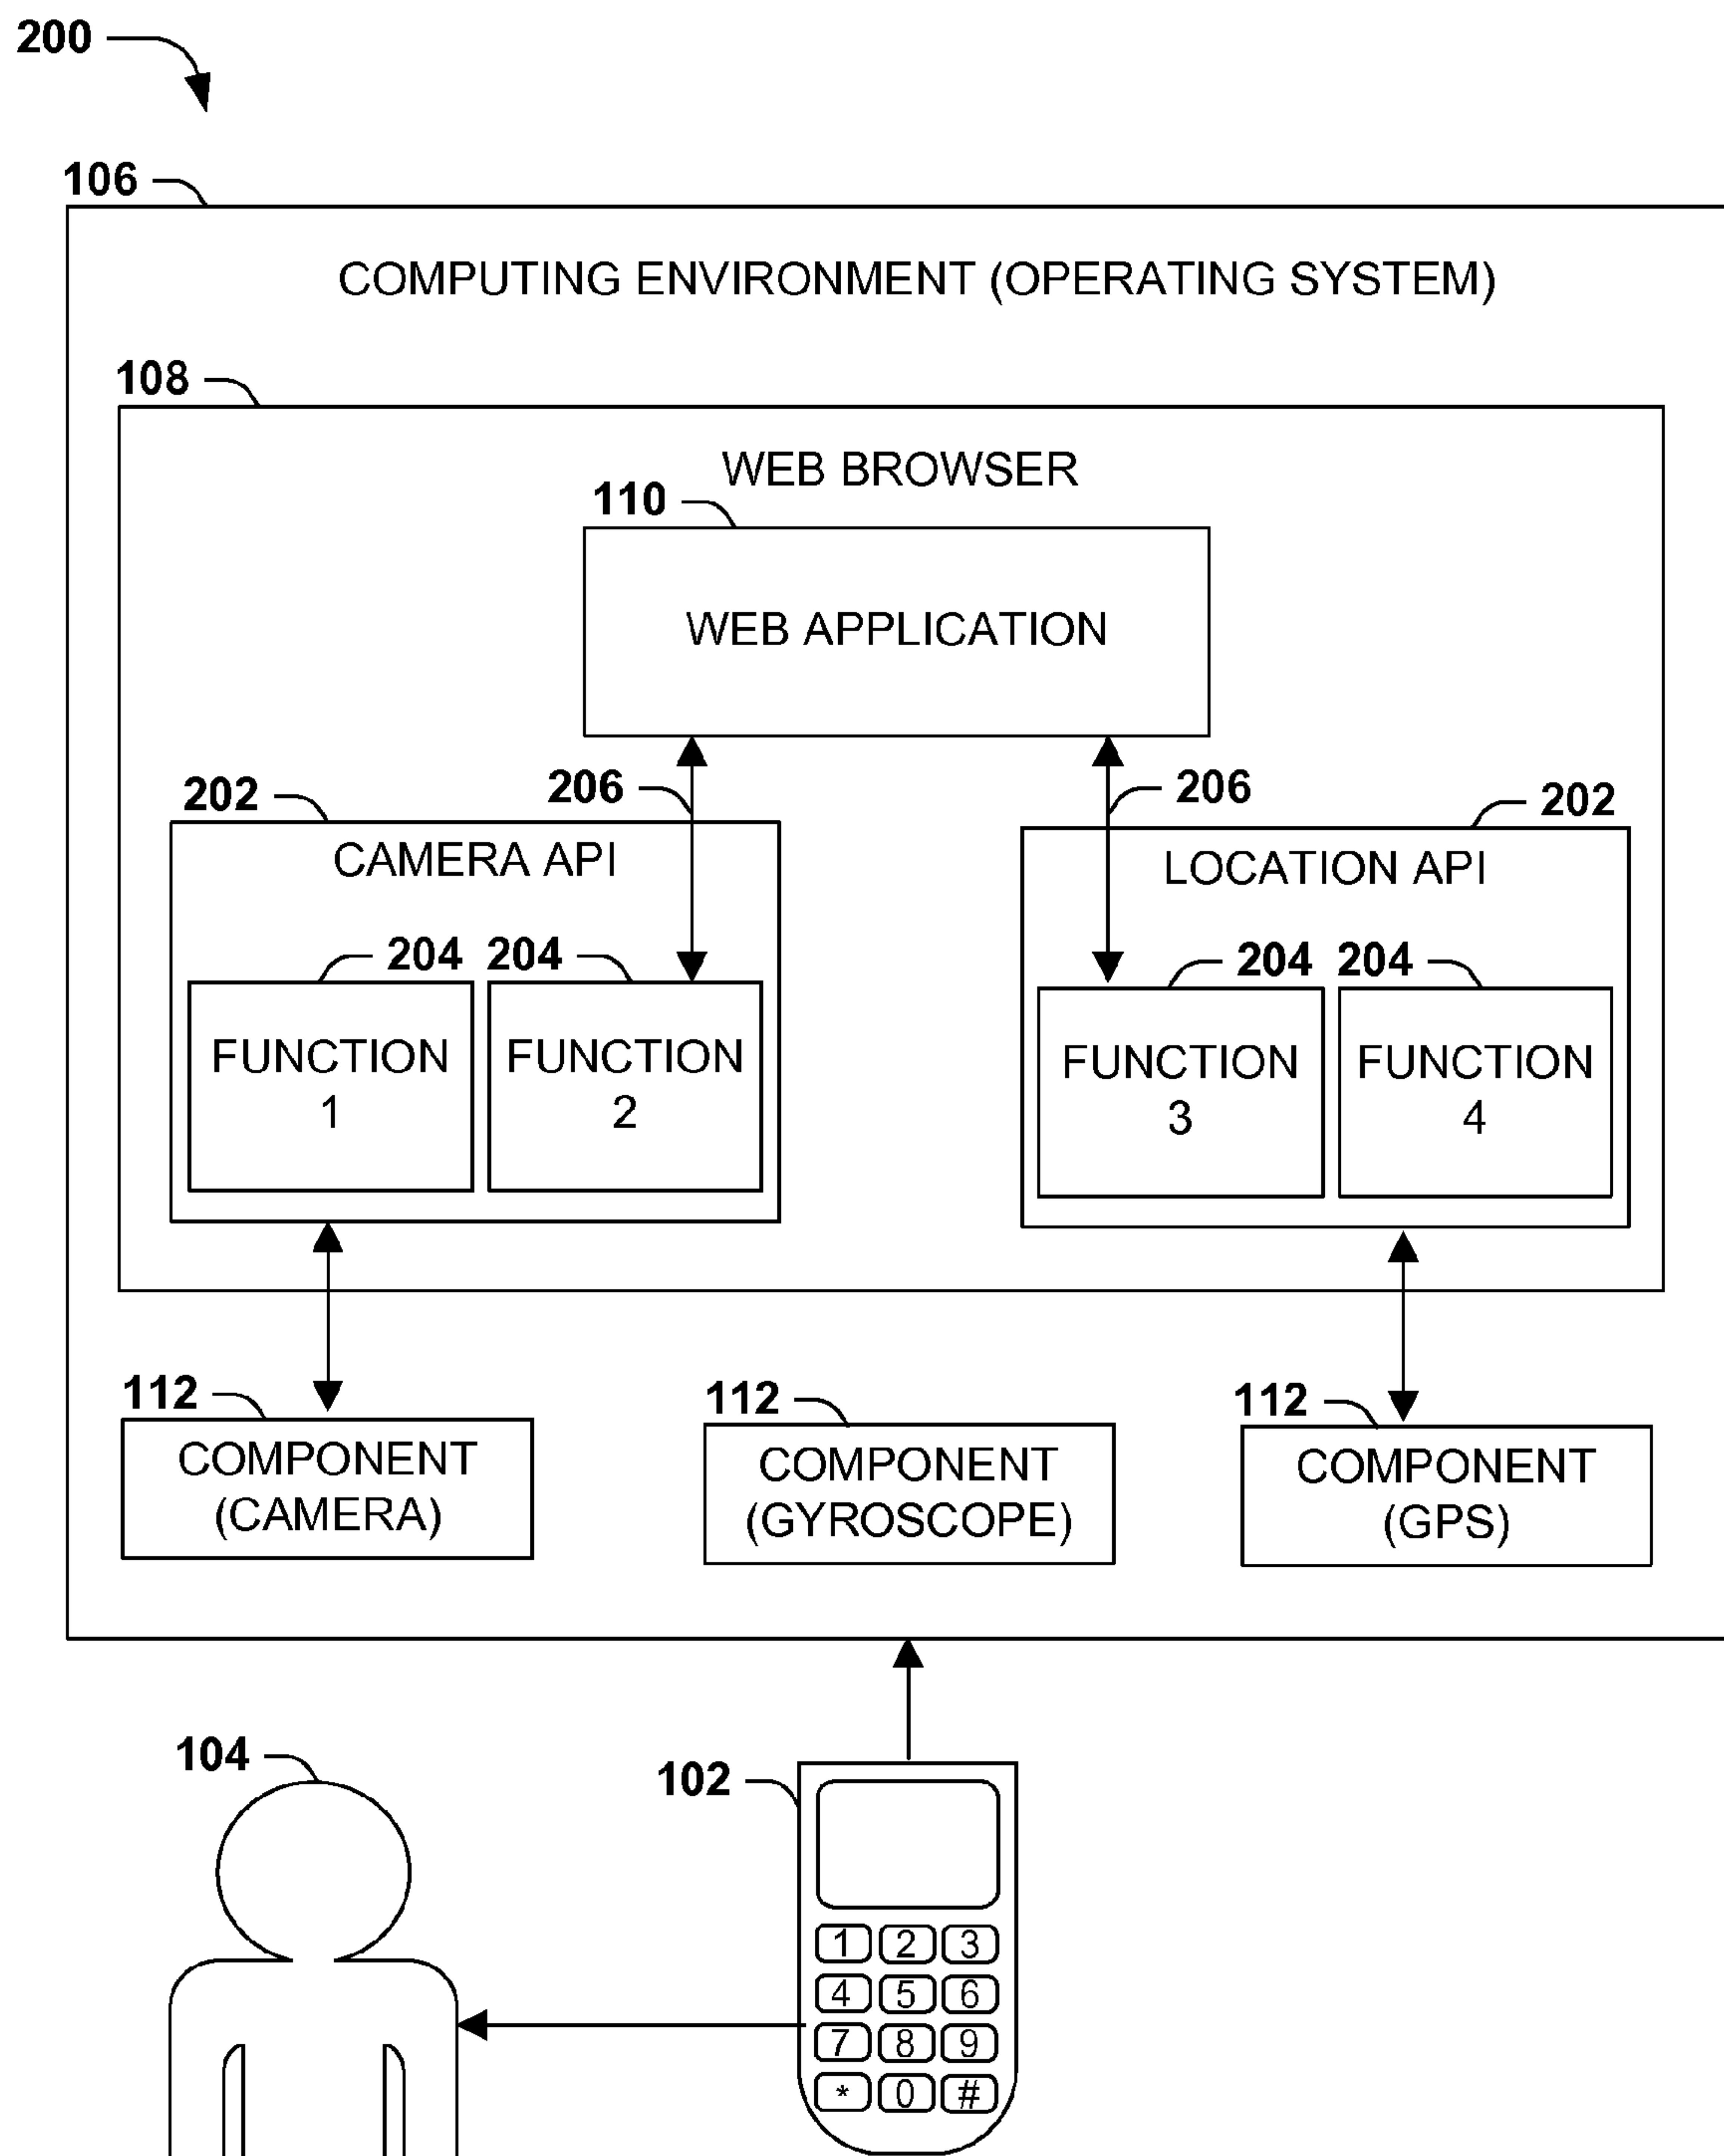 200
106
COMPUTING ENVIRONMENT (OPERATING SYSTEM)
108
WEB BROWSER
110
WEB APPLICATION
202
206
206
202
CAMERA API
LOCATION API
204
204
204
204
FUNCTION
1
FUNCTION
2
FUNCTION
3
FUNCTION
4
112
112
112
COMPONENT
(CAMERA)
COMPONENT
(GYROSCOPE)
COMPONENT
(GPS)
104
102
1 2 3
4 5 6
7 8 9
* 0 #